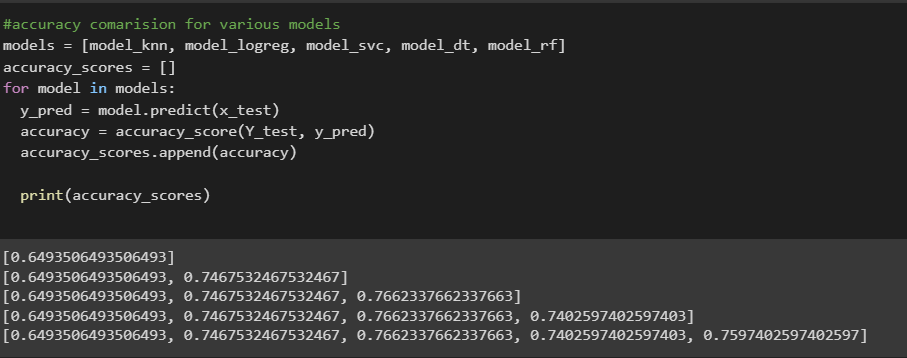 #accuracy comarision for various models
models = [model_knn, model_logreg, model_svc, model_dt, model_rf]
accuracy_scores = []
for model in models:
  y_pred = model.predict(x_test)
  accuracy = accuracy_score(Y_test, y_pred)
  accuracy_scores.append(accuracy)
  print(accuracy_scores)
[0.6493506493506493]
[0.6493506493506493, 0.7467532467532467]
[0.6493506493506493, 0.7467532467532467, 0.7662337662337663]
[0.6493506493506493, 0.7467532467532467, 0.7662337662337663, 0.7402597402597403]
[0.6493506493506493, 0.7467532467532467, 0.7662337662337663, 0.7402597402597403, 0.7597402597402597]